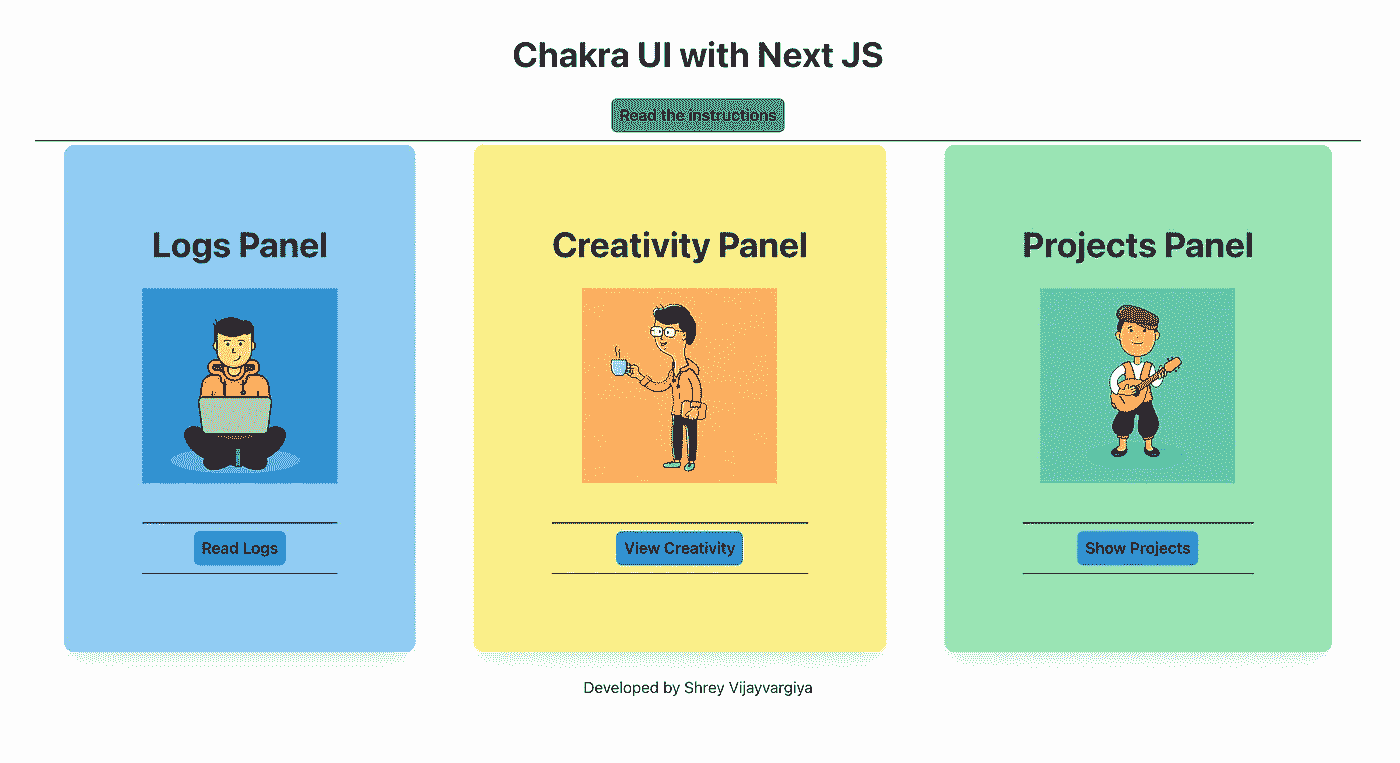 Chakra UI with Next JS
Read the instructions
Logs Panel
Creativity Panel
Projects Panel
Read Logs
View Creativity
Show Projects
Developed by Shrey Vijayvargiya